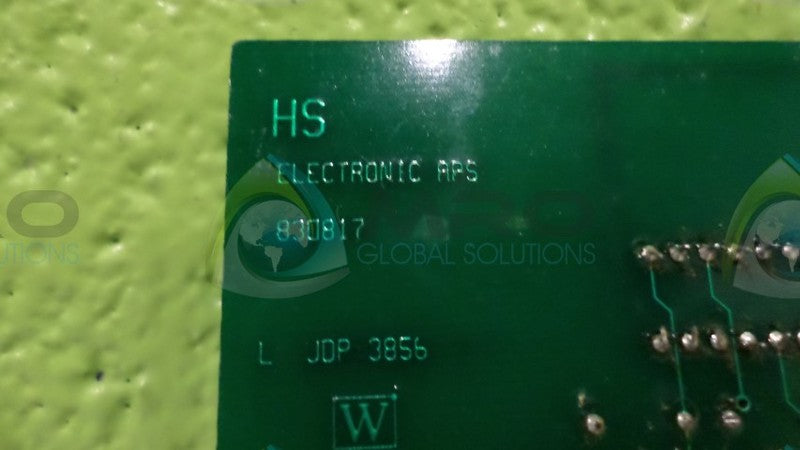 HS
ELECTRONIC APS
830817
L JDP 3856
W
GLOBAL SOLUTIONS